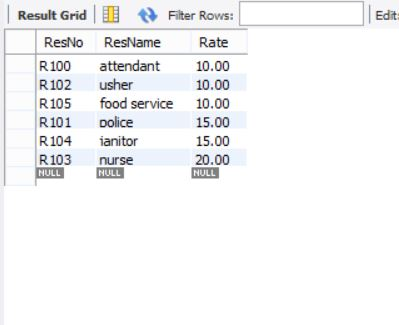 Result Grid Filter Rows: Edit:
ResNo ResName Rate
R100 attendant 10.00
R102 usher 10.00
R105 food service 10.00
R101 police 15.00
R104 janitor 15.00
R103 nurse 20.00
NULL NULL NULL